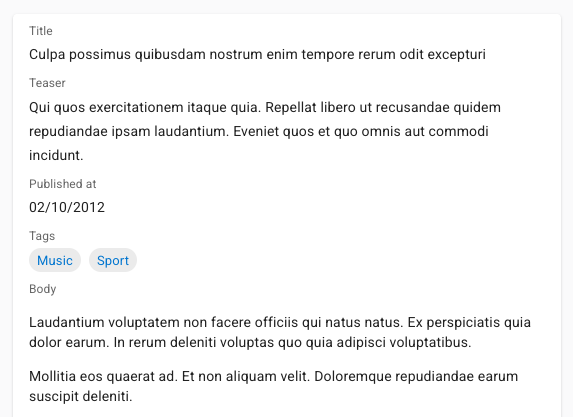 Title
Culpa possimus quibusdam nostrum enim tempore rerum odit excepturi
Teaser
Qui quos exercitationem itaque quia. Repellat libero ut recusandae quidem
repudiandae ipsam laudantium. Eveniet quos et quo omnis aut commodi
incidunt.
Published at
02/10/2012
Tags
Music Sport
Body
Laudantium voluptatem non facere officiis qui natus natus. Ex perspiciatis quia
dolor earum. In rerum deleniti voluptas quo quia adipisci voluptatibus.
Mollitia eos quaerat ad. Et non aliquam velit. Doloremque repudiandae earum
suscipit deleniti.